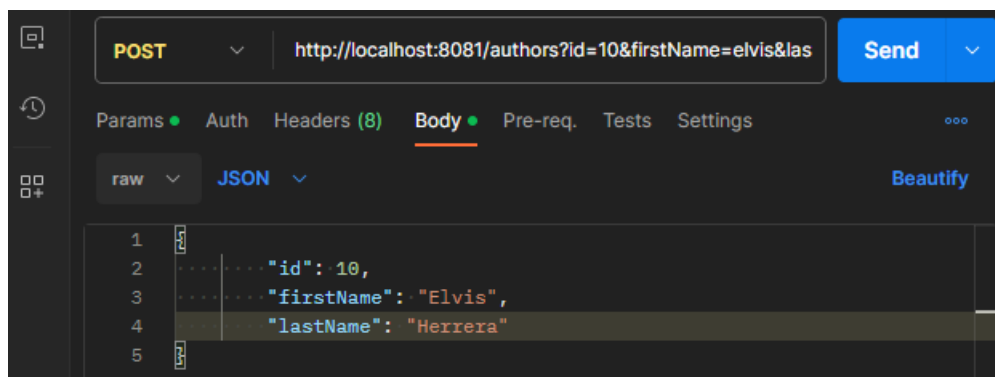 POST http://localhost:8081/authors?id=10&firstName=elvis&las Send
Params Auth Headers (8) Body Pre-req. Tests Settings
raw JSON Beautify
1 {
2 "id": 10,
3 "firstName": "Elvis",
4 "lastName": "Herrera"
5 }